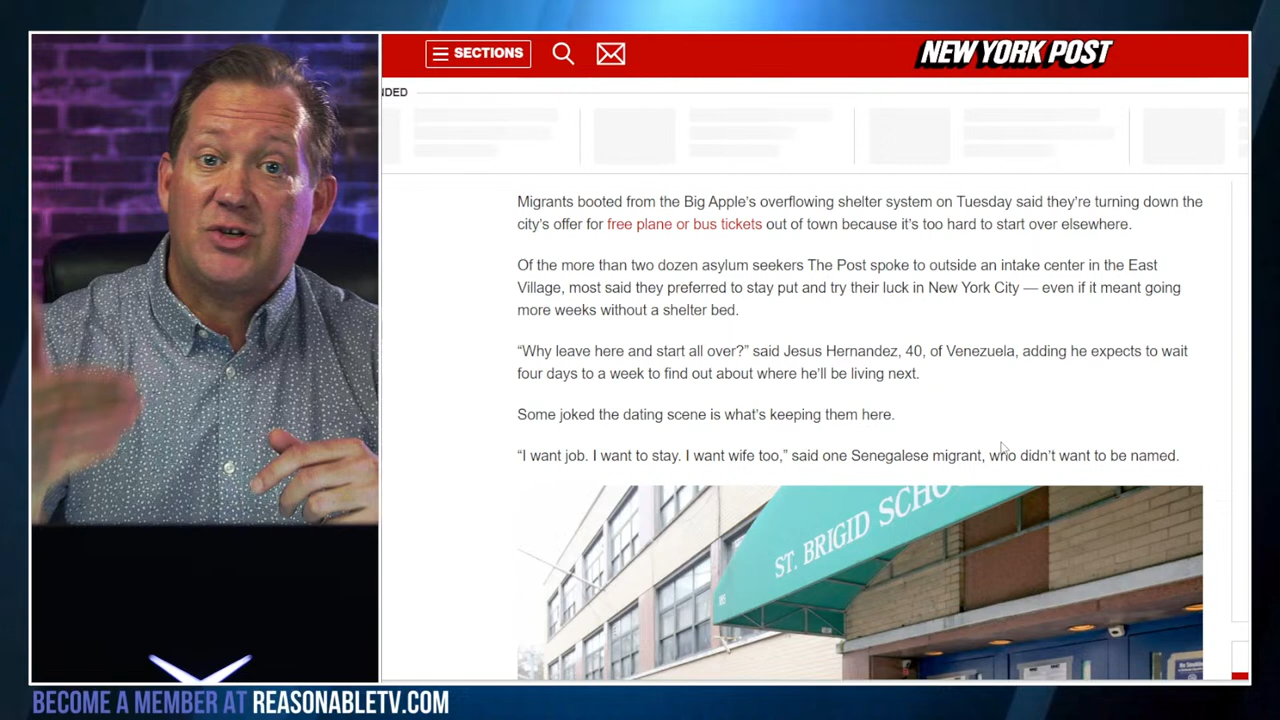 SECTIONS
NEW YORK POST
NDED
Migrants booted from the Big Apple's overflowing shelter system on Tuesday said they're turning down the
city's offer for free plane or bus tickets out of town because it's too hard to start over elsewhere.
Of the more than two dozen asylum seekers The Post spoke to outside an intake center in the East
Village, most said they preferred to stay put and try their luck in New York City — even if it meant going
more weeks without a shelter bed.
“Why leave here and start all over?” said Jesus Hernandez, 40, of Venezuela, adding he expects to wait
four days to a week to find out about where he'll be living next.
Some joked the dating scene is what's keeping them here.
“I want job. I want to stay. I want wife too,” said one Senegalese migrant, who didn't want to be named.
ST. BRIGID SCHO
BECOME A MEMBER AT REASONABLETV.COM